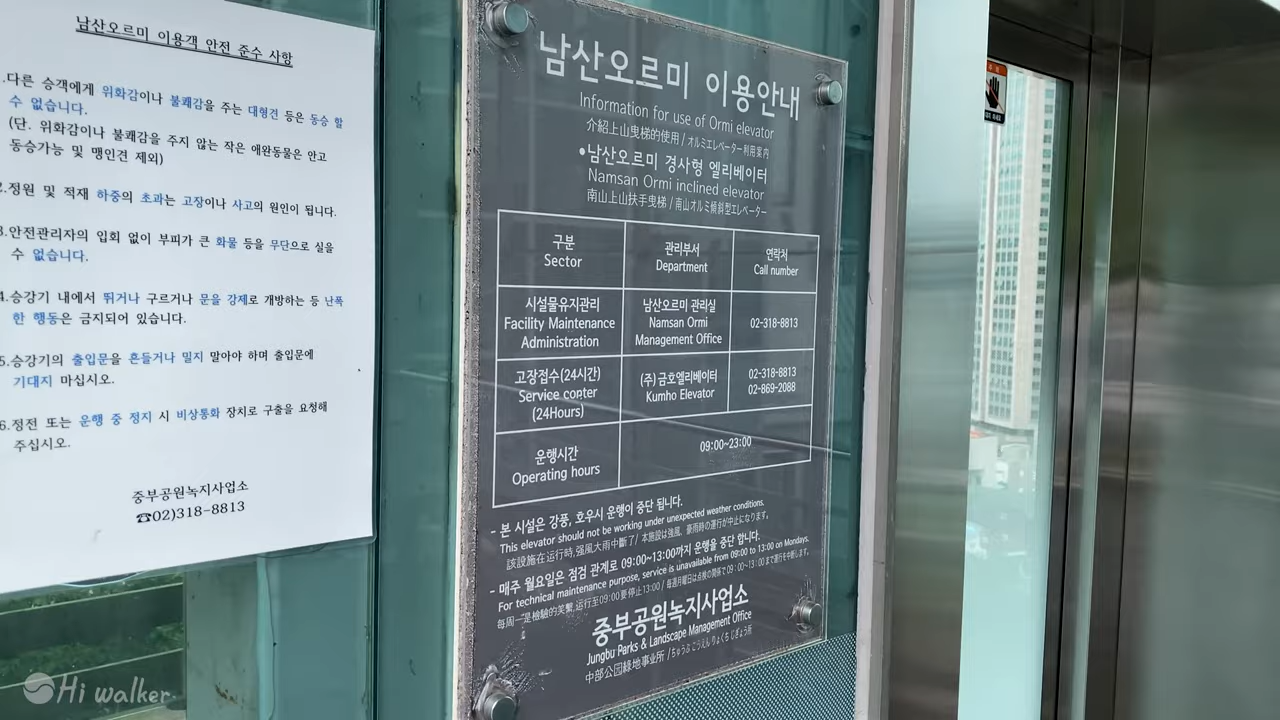 남산오르미 이용객 안전 준수 사항
.다른 승객에게 위화감이나 불쾌감을 주는 대형견 등은 동승 할
수 없습니다.
(단. 위화감이나 불쾌감을 주지 않는 작은 애완동물은 안고
동승가능 및 맹인견 제외)
2.정원 및 적재 하중의 초과는 고장이나 사고의 원인이 됩니다.
3.안전관리자의 입회 없이 부피가 큰 화물 등을 무단으로 실을
수 없습니다.
4.승강기 내에서 뛰거나 구르거나 문을 강제로 개방하는 등 난폭
한 행동은 금지되어 있습니다.
5.승강기의 출입문을 흔들거나 밀지 말아야 하며 출입문에
기대지 마십시오.
6.정전 또는 운행 중 정지 시 비상통화 장치로 구출을 요청해
주십시오.
중부공원녹지사업소
☎02)318-8813
남산오르미 이용안내
Information for use of Ormi elevator
介紹上山曳梯的使用 / オルミエレベーター利用案内
•남산오르미 경사형 엘리베이터
Namsan Ormi inclined elevator
南山上山扶手曳梯 / 南山オルミ傾斜型エレベーター
구분 관리부서 연락처
Sector Department Call number
시설물유지관리 남산오르미 관리실
Facility Maintenance Namsan Ormi 02-318-8813
Administration Management Office
고장접수(24시간) (주) 금호엘리베이터 02-318-8813
Service conter Kumho Elevator 02-869-2088
(24Hours)
운행시간 09:00~23:00
Operating hours
- 본 시설은 강풍, 호우시 운행이 중단 됩니다.
This elevator should not be working under unexpected weather conditions.
該設施在运行時,强風大雨中斷了/ 本施設は強風、豪雨時の運行が中止になります。
- 매주 월요일은 점검 관계로 09:00~13:00까지 운행을 중단 합니다.
For technical maintenance purpose, service is unavailable from 09:00 to 13:00 on Mondays.
每周一是檢驗的 运行至09:00要停止13:00 / 毎週月曜日は点検の関係で09:00~13:00まで運行を中断します。
중부공원녹지사업소
Jungbu Parks & Landscape Management Office
中部公园綠地事业所 / ちゅうぶこうえんりょくちじぎょう所
Hi walker